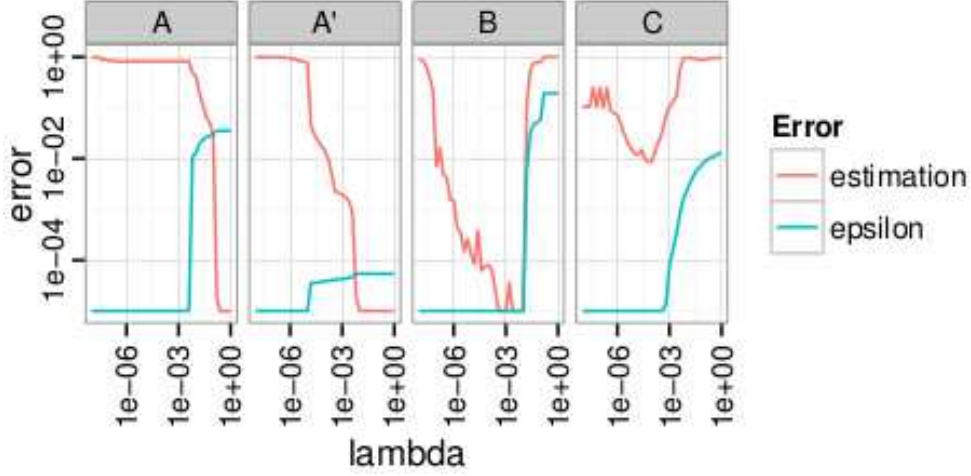 A A' B C
1e+00
1e−02
1e−04
error
1e−06 1e−03 1e+00 1e−06 1e−03 1e+00 1e−06 1e−03 1e+00 1e−06 1e−03 1e+00
lambda
Error
estimation
epsilon